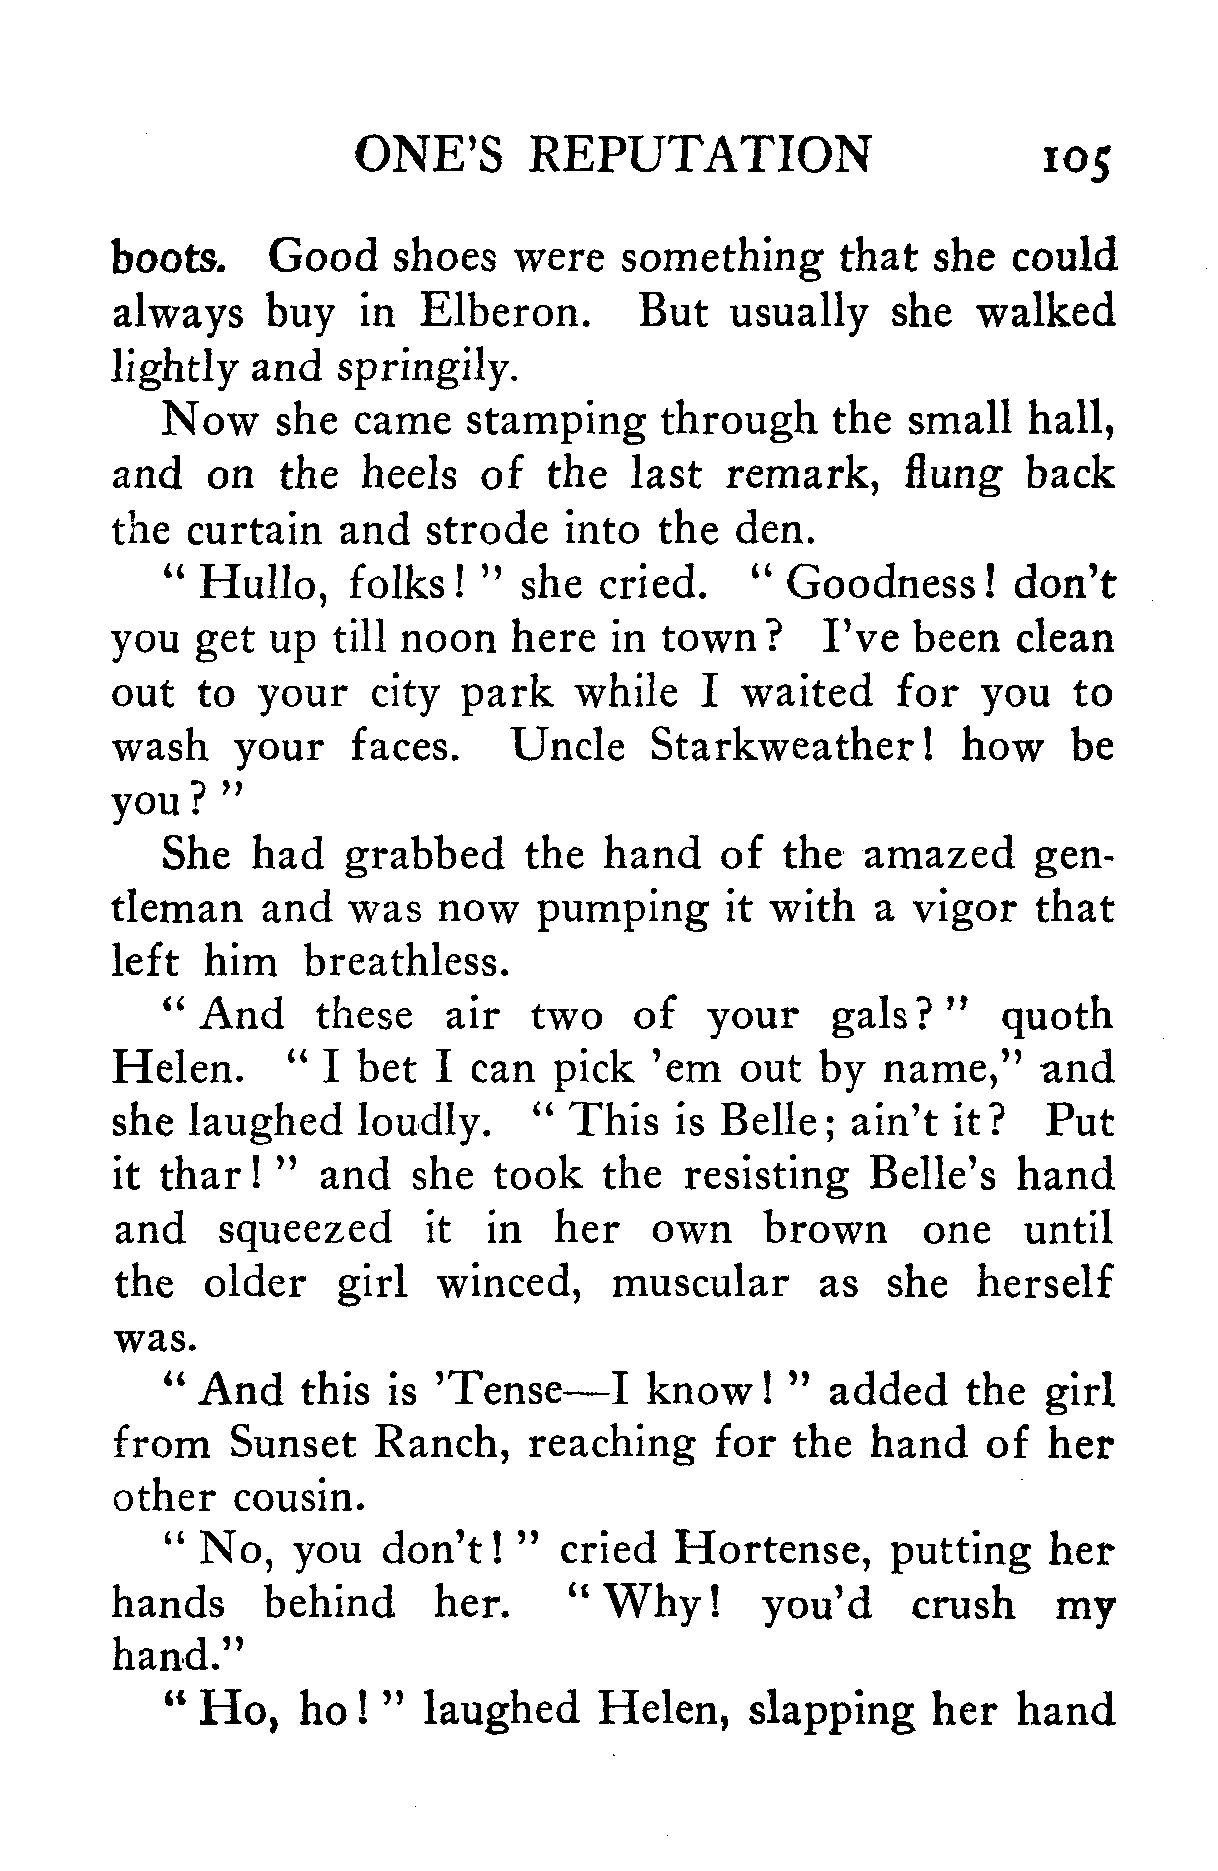 ONE'S REPUTATION 105
boots. Good shoes were something that she could
always buy in Elberon. But usually she walked
lightly and springily.
Now she came stamping through the small hall,
and on the heels of the last remark, flung back
the curtain and strode into the den.
" Hullo, folks! " she cried. " Goodness! don't
you get up till noon here in town? I've been clean
out to your city park while I waited for you to
wash your faces. Uncle Starkweather! how be
you? "
She had grabbed the hand of the amazed gen-
tleman and was now pumping it with a vigor that
left him breathless.
" And these air two of your gals? " quoth
Helen. " I bet I can pick 'em out by name," and
she laughed loudly. " This is Belle; ain't it? Put
it thar! " and she took the resisting Belle's hand
and squeezed it in her own brown one until
the older girl winced, muscular as she herself
was.
" And this is 'Tense—I know! " added the girl
from Sunset Ranch, reaching for the hand of her
other cousin.
" No, you don't! " cried Hortense, putting her
hands behind her. " Why! you'd crush my
hand."
" Ho, ho! " laughed Helen, slapping her hand